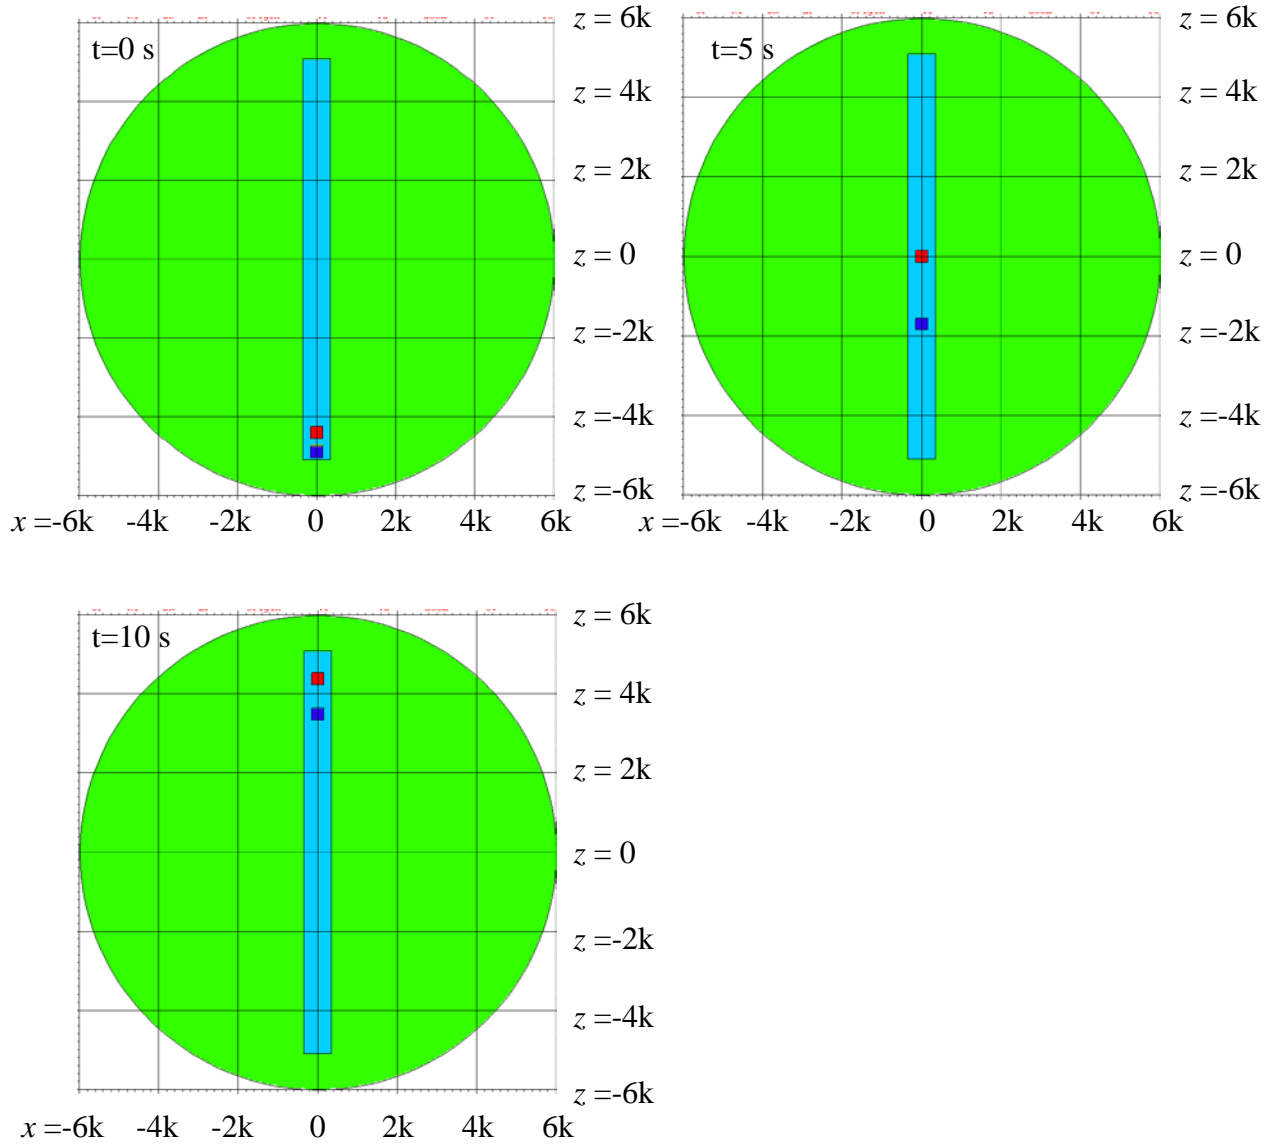 t=0 s
z = 6k
z = 4k
z = 2k
z = 0
z =-2k
z =-4k
z =-6k
x =-6k -4k -2k 0 2k 4k 6k
t=5 s
z = 6k
z = 4k
z = 2k
z = 0
z =-2k
z =-4k
z =-6k
x =-6k -4k -2k 0 2k 4k 6k
t=10 s
z = 6k
z = 4k
z = 2k
z = 0
z =-2k
z =-4k
z =-6k
x =-6k -4k -2k 0 2k 4k 6k